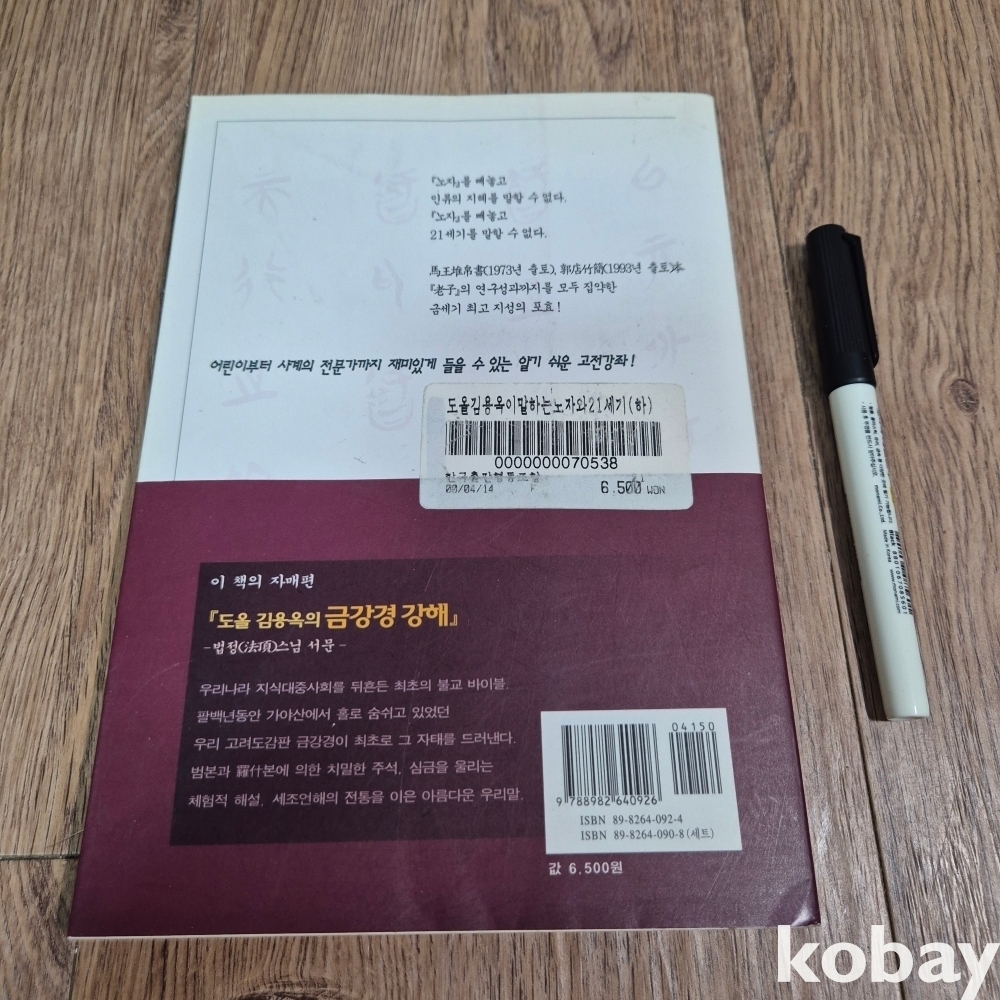 『노자』를 빼놓고
인류의 지혜를 말할 수 없다.
『노자』를 빼놓고
21세기를 말할 수 없다.
馬王堆帛書(1973년 출토), 郭店竹簡(1993년 출토)本
『老子』의 연구성과까지를 모두 집약한
금세기 최고 지성의 포효!
어린이부터 사계의 전문가까지 재미있게 들을 수 있는 알기 쉬운 고전강좌!
도올김용옥이말하는노자와21세기(하)
0000000070538
한국출판협동조합
00/04/14 F 6,500 WON
이 책의 자매편
『도올 김용옥의 금강경 강해』
-법정(法頂)스님 서문-
우리나라 지식대중사회를 뒤흔든 최초의 불교 바이블.
팔백년동안 가야산에서 홀로 숨쉬고 있었던
우리 고려도감판 금강경이 최초로 그 자태를 드러낸다.
범본과 羅什본에 의한 치밀한 주석, 심금을 울리는
체험적 해설, 세조언해의 전통을 이은 아름다운 우리말.
04150
9 788982 640926
ISBN 89-8264-092-4
ISBN 89-8264-090-8 (세트)
값 6,500원
kobay